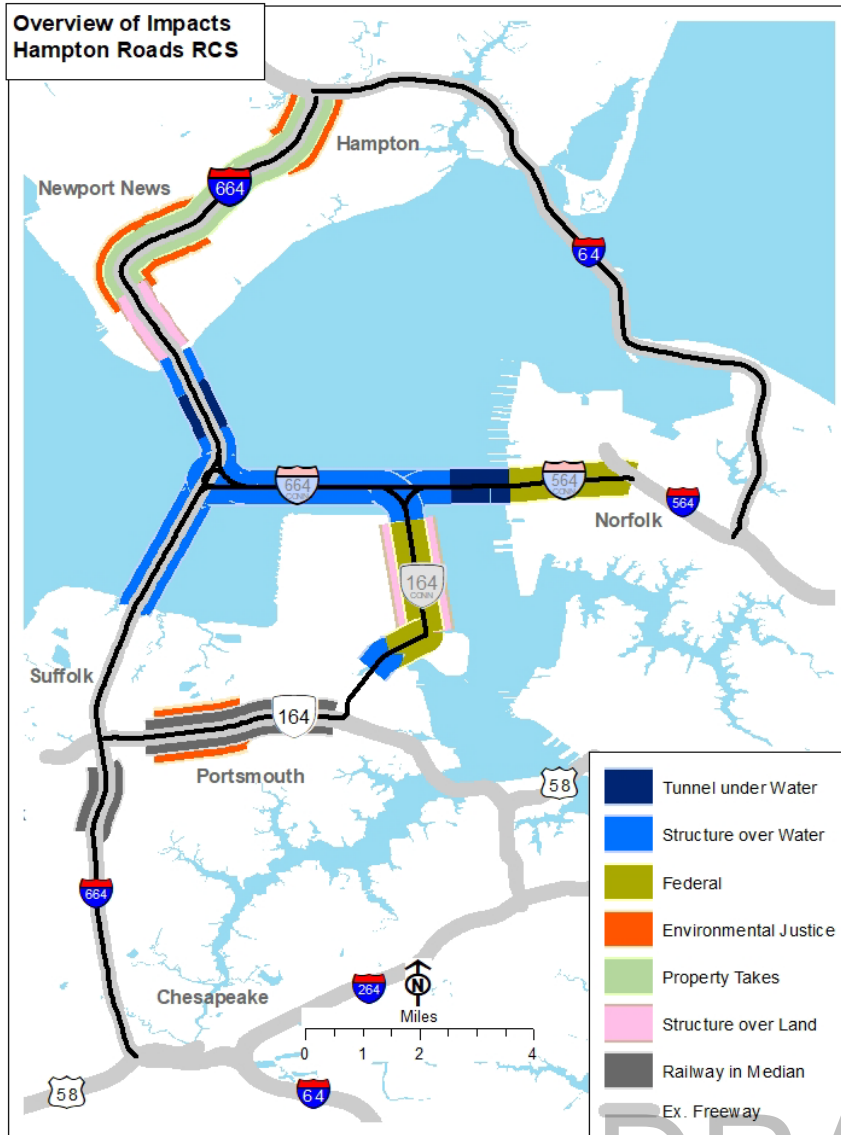 Overview of Impacts
Hampton Roads RCS
Hampton
Newport News
664
64
664
CONN
564
CONN
564
Norfolk
164
CONN
Suffolk
164
Portsmouth
58
664
264
N
Chesapeake
Miles
0 1 2 4
58
64
Tunnel under Water
Structure over Water
Federal
Environmental Justice
Property Takes
Structure over Land
Railway in Median
Ex. Freeway